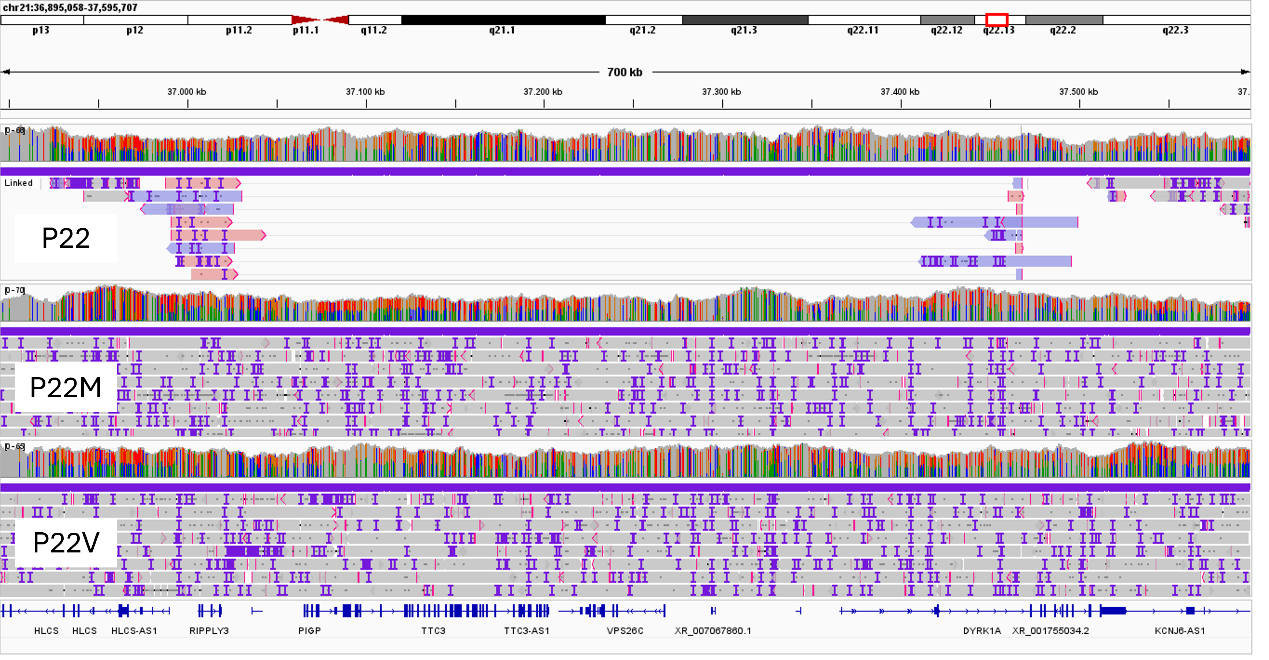 chr21:36,895,058-37,595,707
p13 p12 p11.2 p11.1 q11.2 q21.1 q21.2 q21.3 q22.11 q22.12 q22.13 q22.2 q22.3
700 kb
37.000 kb 37.100 kb 37.200 kb 37.300 kb 37.400 kb 37.500 kb 37.
Linked
P22
P22M
P22V
HLCS HLCS HLCS-AS1 RIPPLY3 PIGP TTC3 TTC3-AS1 VPS26C XR_007067860.1 DYRK1A XR_001755034.2 KCNJ6-AS1